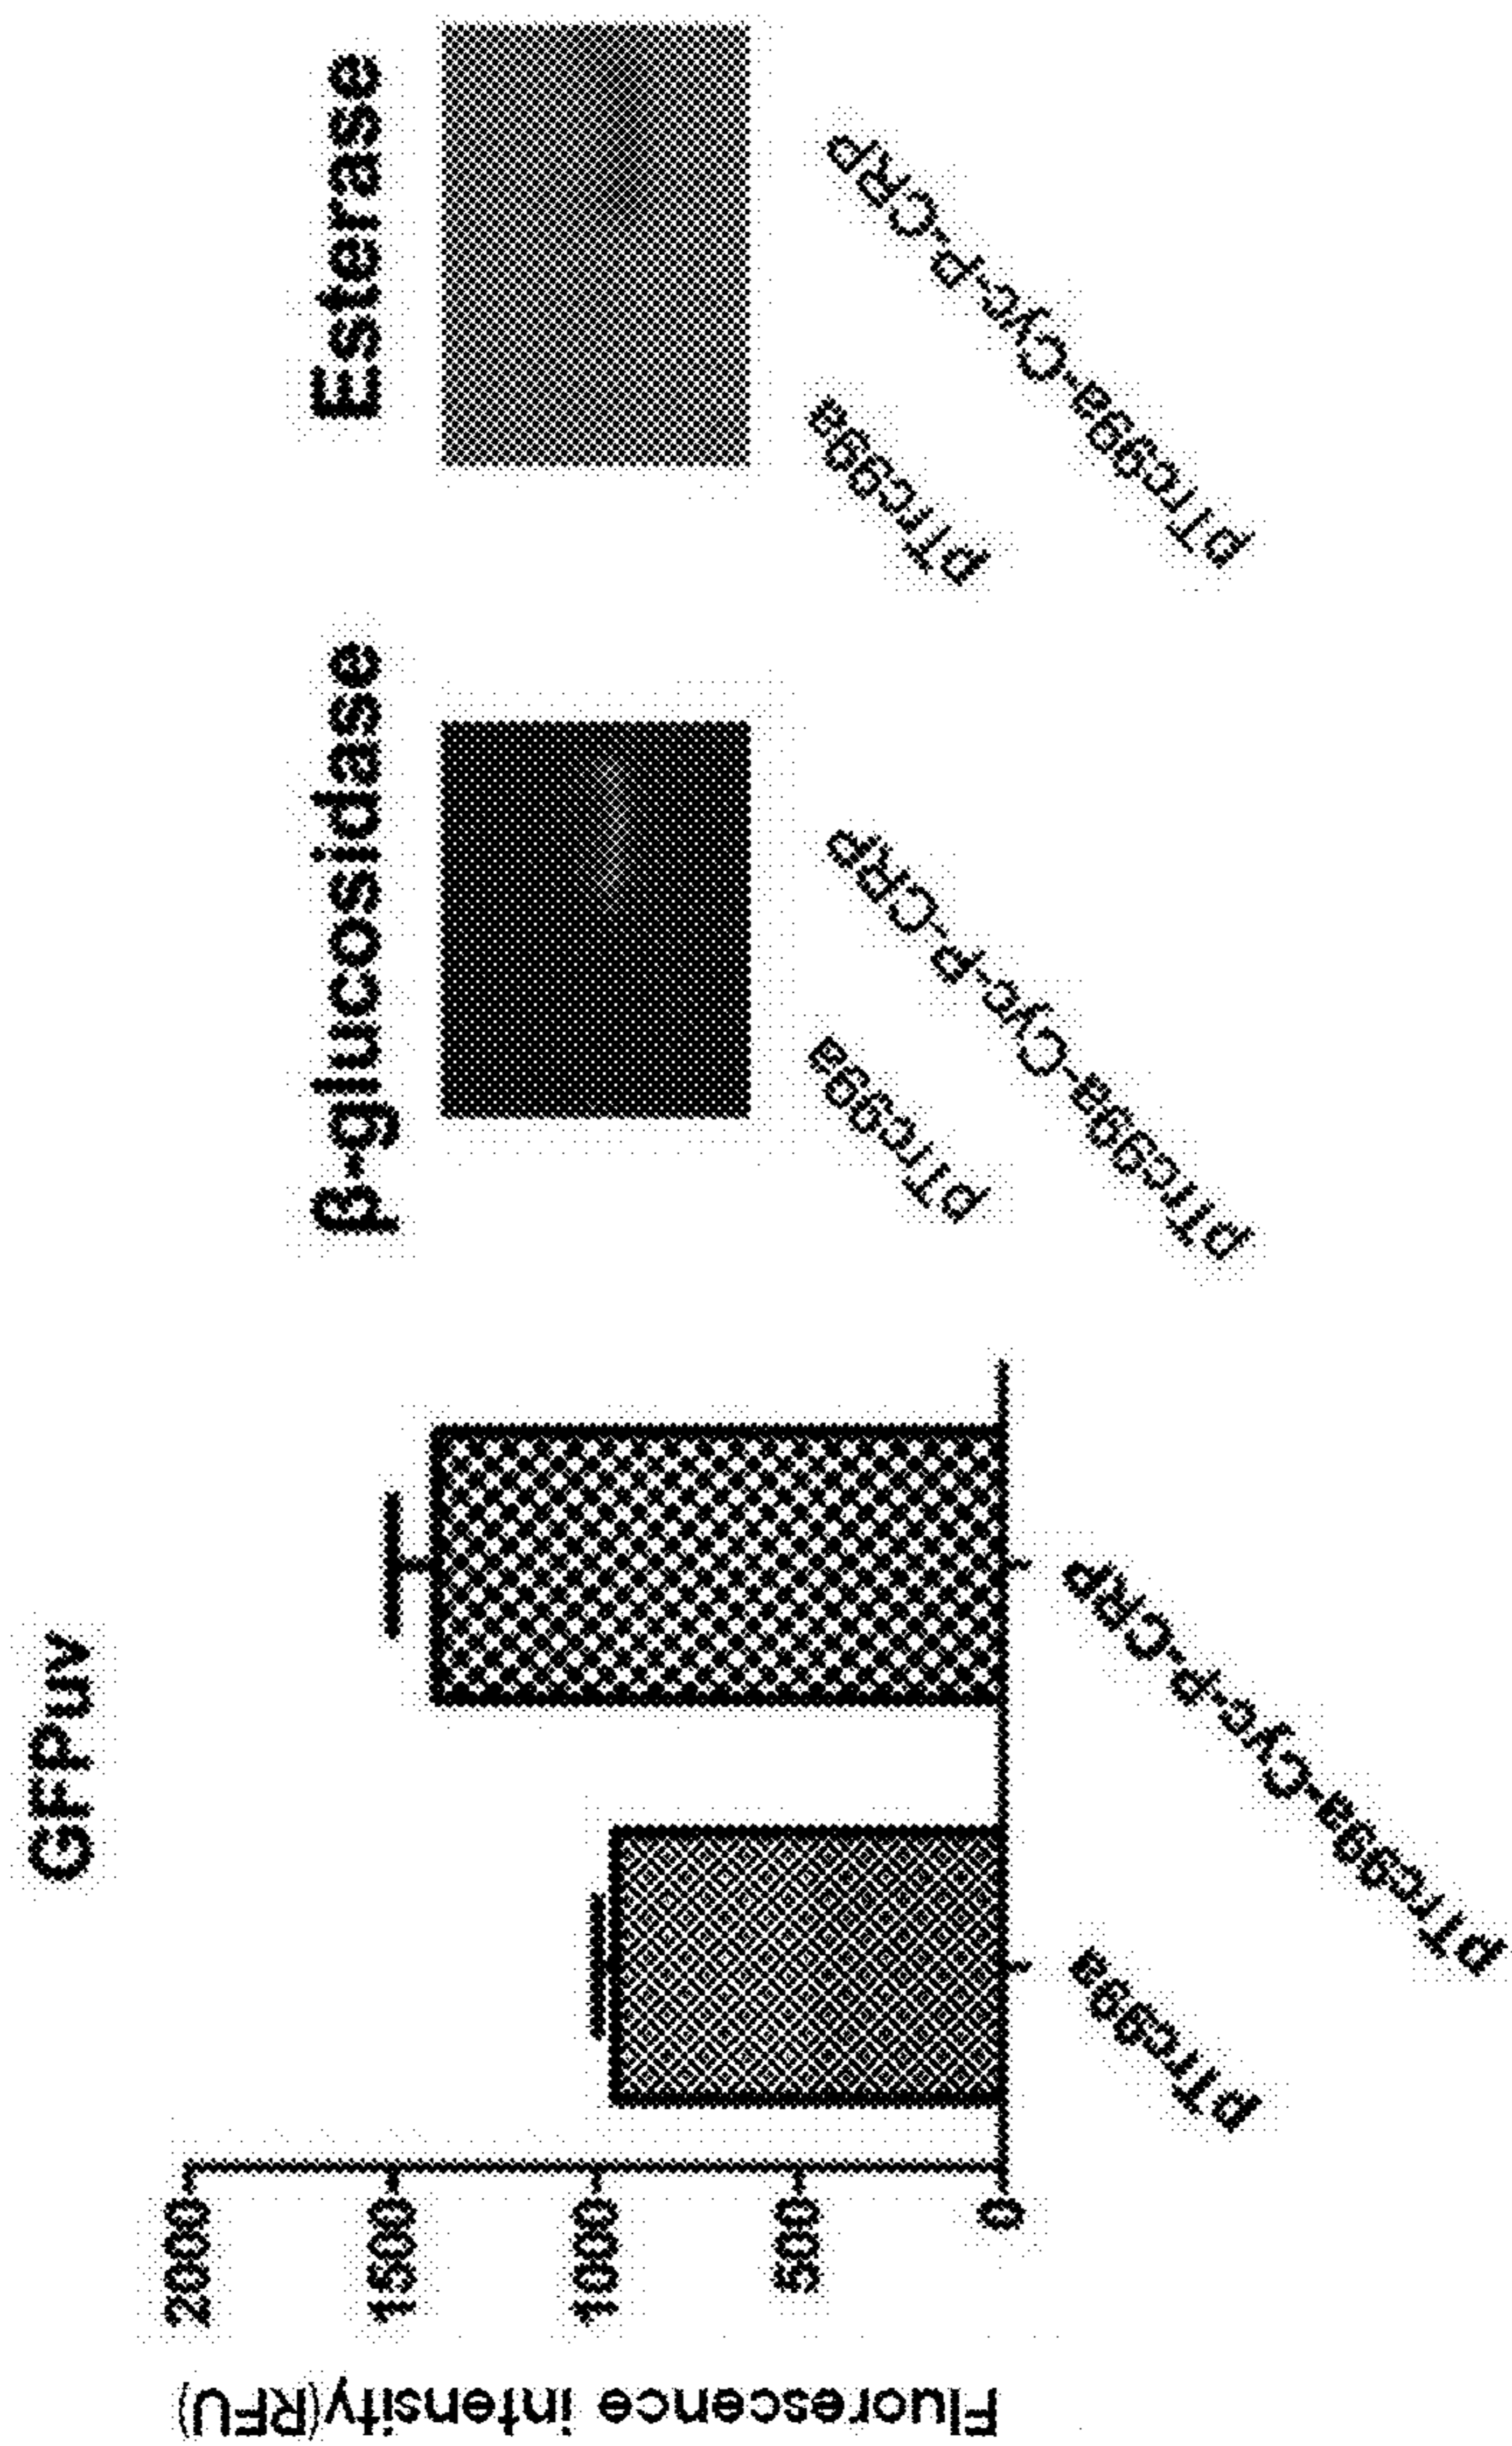 GFPuv
Fluorescence intensity(RFU)
2000
1500
1000
500
0
pTrc99a
pTrc99a-Cyc-p-CRP
β-glucosidase
pTrc99a
pTrc99a-Cyc-p-CRP
Esterase
pTrc99a
pTrc99a-Cyc-p-CRP